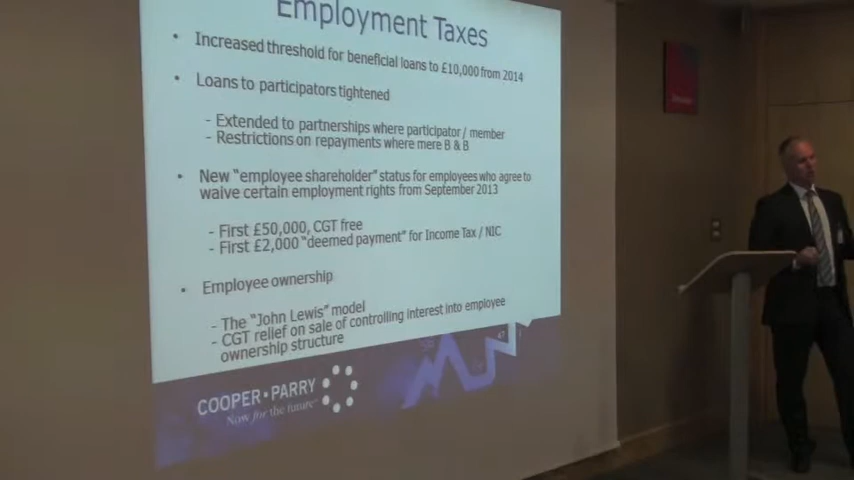 Employment Taxes
• Increased threshold for beneficial loans to £10,000 from 2014
• Loans to participators tightened
- Extended to partnerships where participator / member
- Restrictions on repayments where mere B & B
• New "employee shareholder" status for employees who agree to
waive certain employment rights from September 2013
- First £50,000, CGT free
- First £2,000 "deemed payment" for Income Tax / NIC
• Employee ownership
- The "John Lewis" model
- CGT relief on sale of controlling interest into employee
ownership structure
COOPER•PARRY
Now for the future